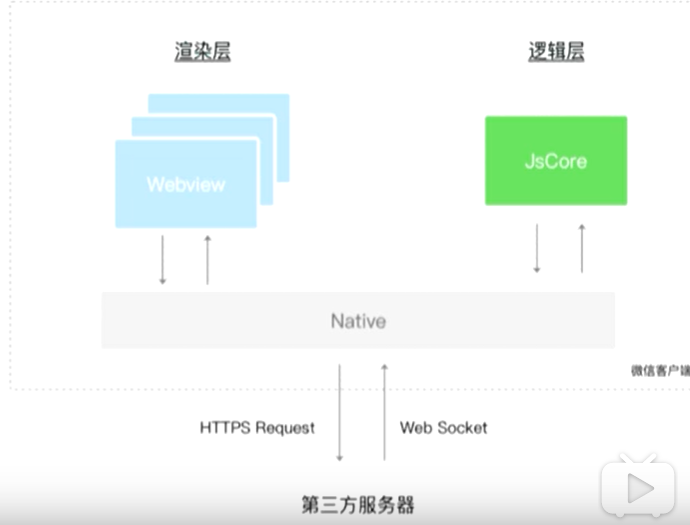 渲染层
逻辑层
Webview
JsCore
Native
微信客户端
HTTPS Request
Web Socket
第三方服务器